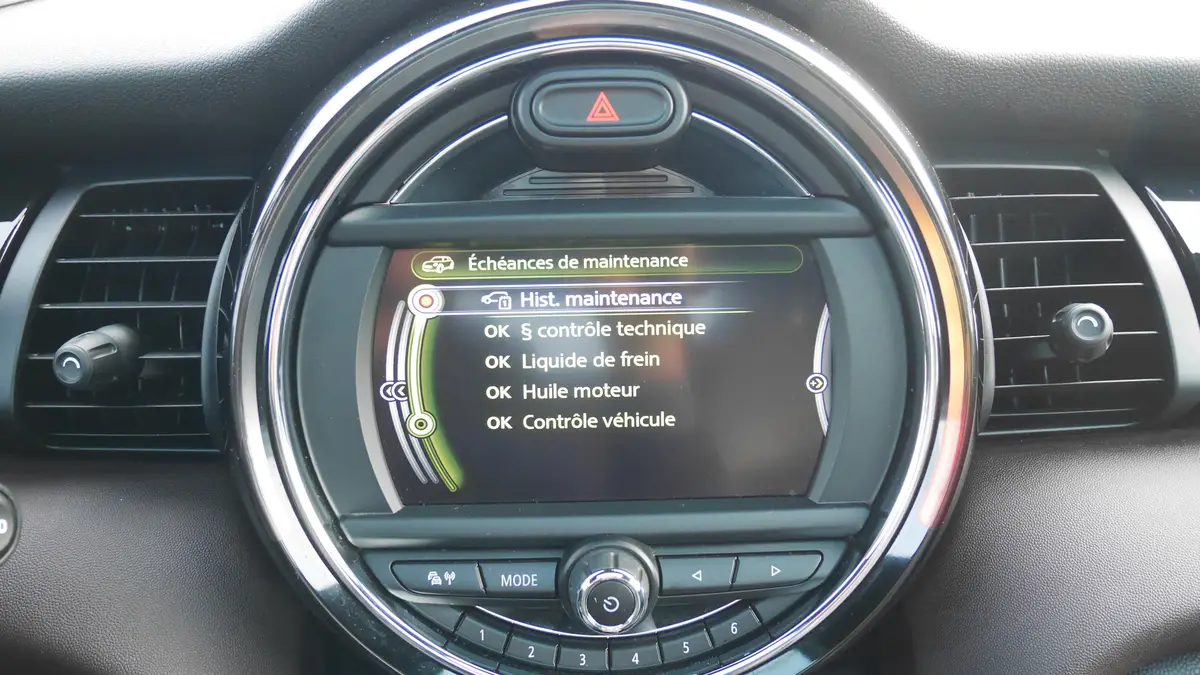 Échéances de maintenance
Hist. maintenance
OK § contrôle technique
OK Liquide de frein
OK Huile moteur
OK Contrôle véhicule
MODE
1 2 3 4 5 6